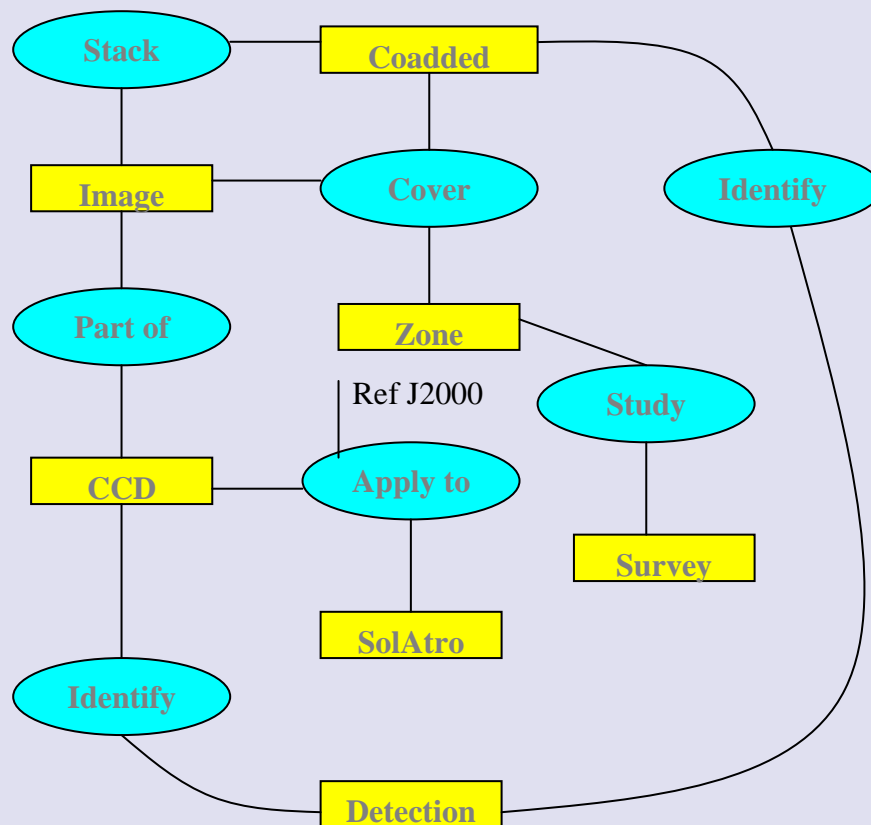 Stack
Coadded
Image
Cover
Identify
Part of
Zone
Ref J2000
Study
CCD
Apply to
Survey
SolAtro
Identify
Detection